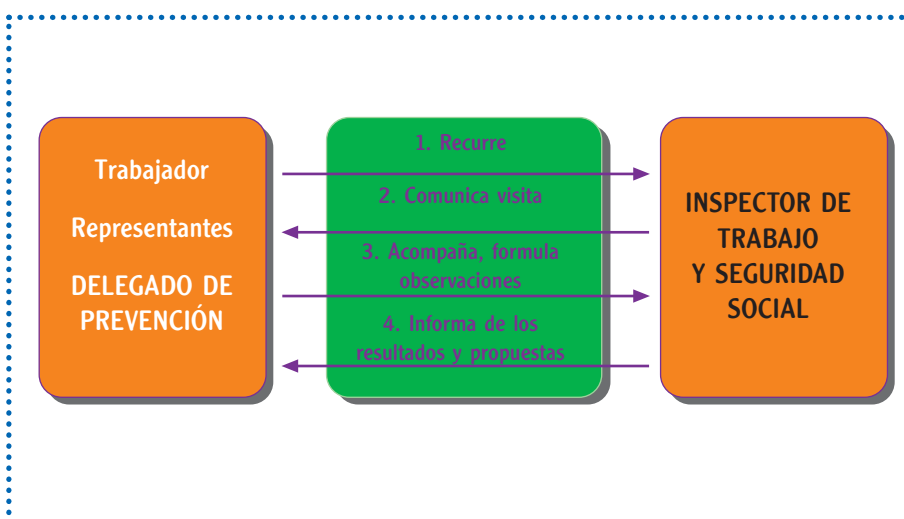 Trabajador
Representantes
DELEGADO DE
PREVENCIÓN
1. Recurre
2. Comunica visita
3. Acompaña, formula
observaciones
4. Informa de los
resultados y propuestas
INSPECTOR DE
TRABAJO
Y SEGURIDAD
SOCIAL